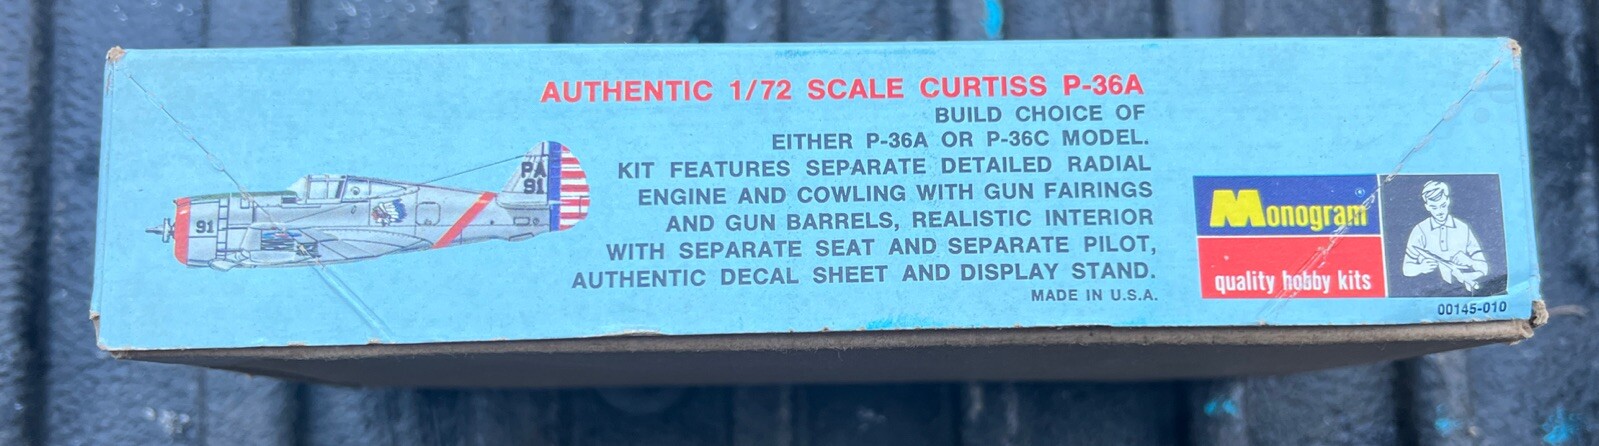 AUTHENTIC 1/72 SCALE CURTISS P-36A
BUILD CHOICE OF
EITHER P-36A OR P-36C MODEL.
KIT FEATURES SEPARATE DETAILED RADIAL
ENGINE AND COWLING WITH GUN FAIRINGS
AND GUN BARRELS, REALISTIC INTERIOR
WITH SEPARATE SEAT AND SEPARATE PILOT,
AUTHENTIC DECAL SHEET AND DISPLAY STAND.
MADE IN U.S.A.
PA
91
91
Monogram
quality hobby kits
00145-010